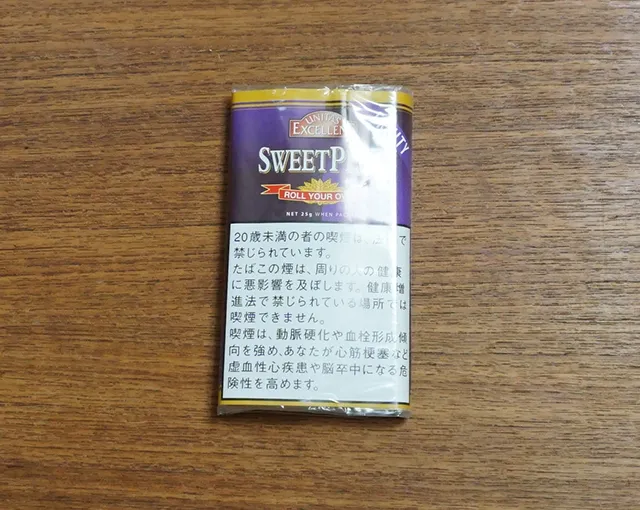 UNITAS
EXCELLENT
SWEETP
ROLL YOUR O
NET 25g WHEN PA
20歳未満の者の喫煙は、 で
禁じられています。
たばこの煙は、周りの人の健康
に悪影響を及ぼします。健康増
進法で禁じられている場所では
喫煙できません。
喫煙は、動脈硬化や血栓形成傾
向を強め、あなたが心筋梗塞など
虚血性心疾患や脳卒中になる危
険性を高めます。